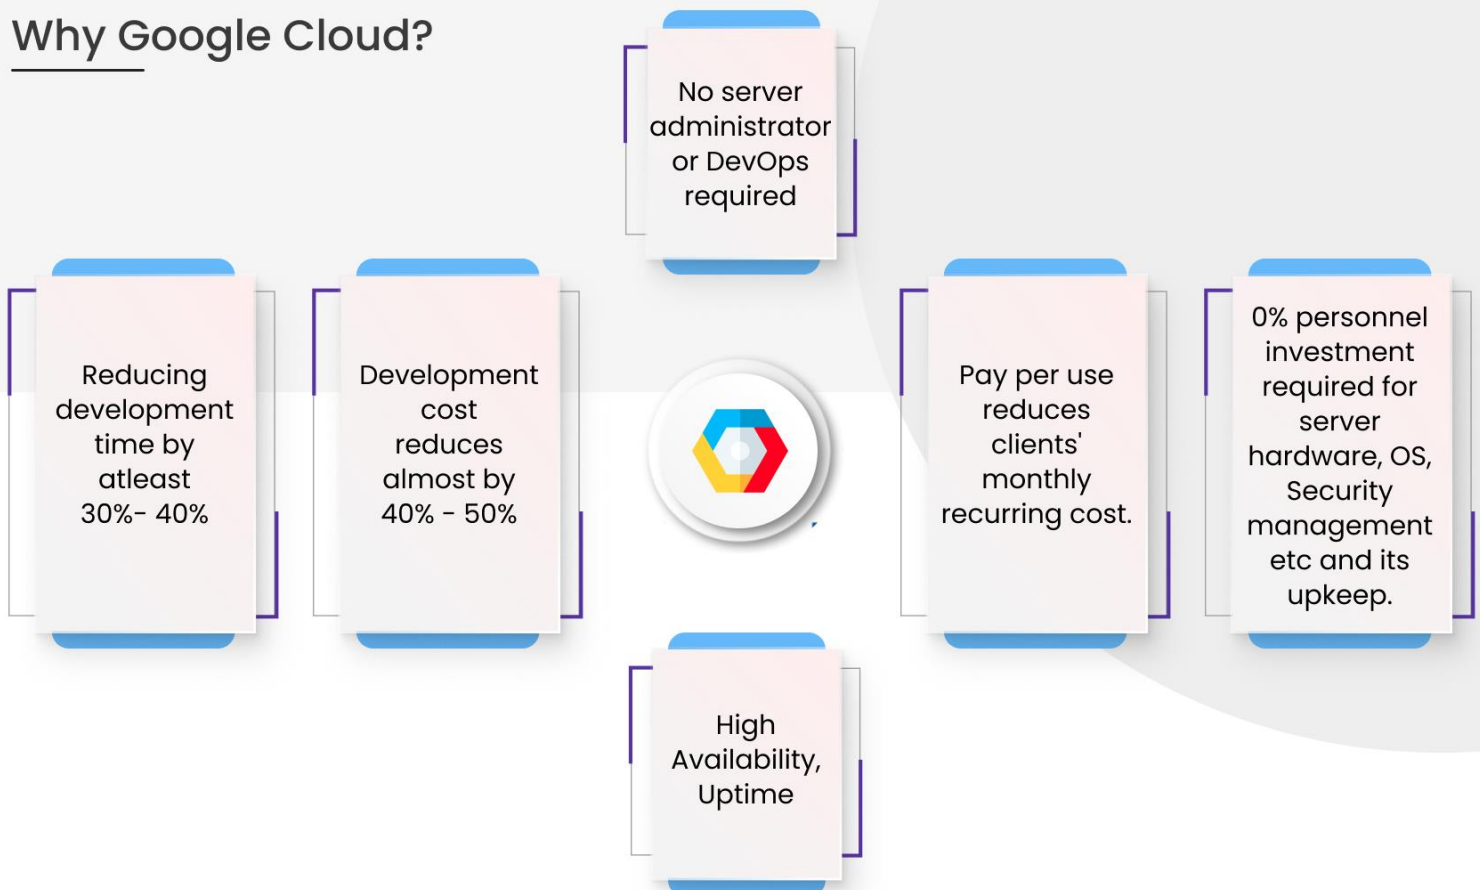 Why Google Cloud?
No server
administrator
or DevOps
required
Reducing
development
time by
atleast
30%- 40%
Development
cost
reduces
almost by
40% - 50%
Pay per use
reduces
clients'
monthly
recurring cost.
0% personnel
investment
required for
server
hardware, OS,
Security
management
etc and its
upkeep.
High
Availability,
Uptime